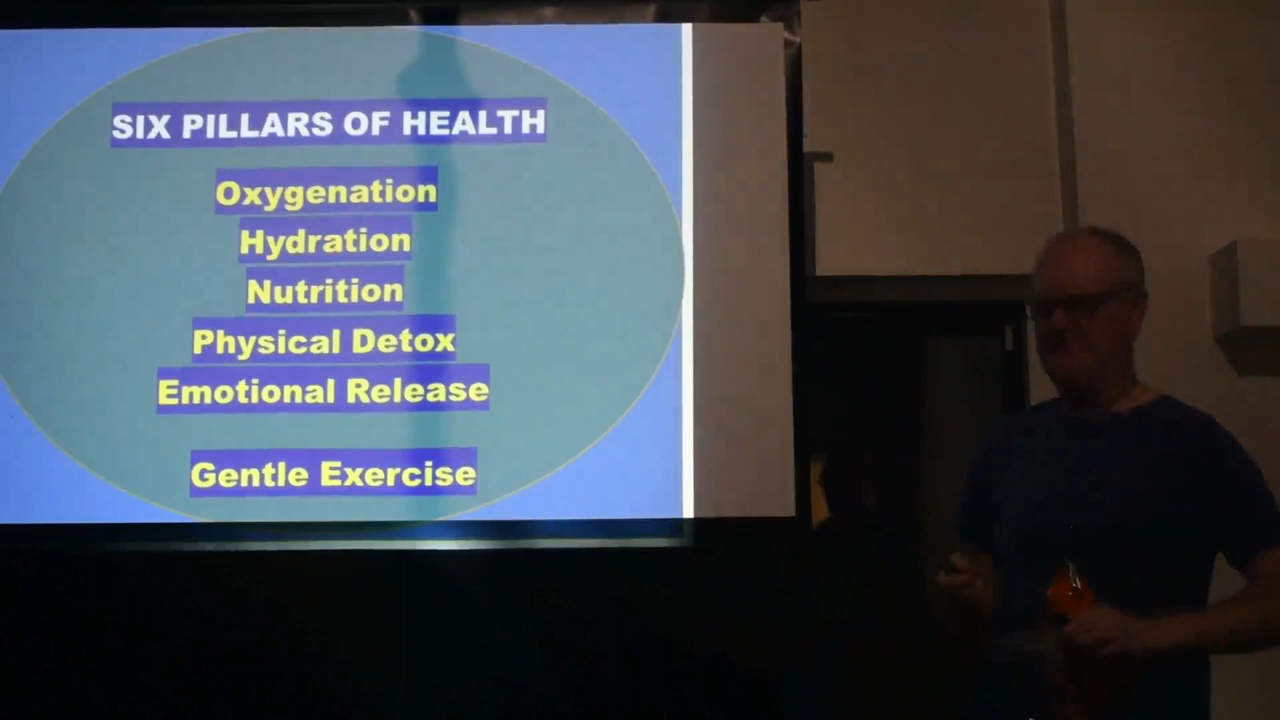 SIX PILLARS OF HEALTH
Oxygenation
Hydration
Nutrition
Physical Detox
Emotional Release
Gentle Exercise